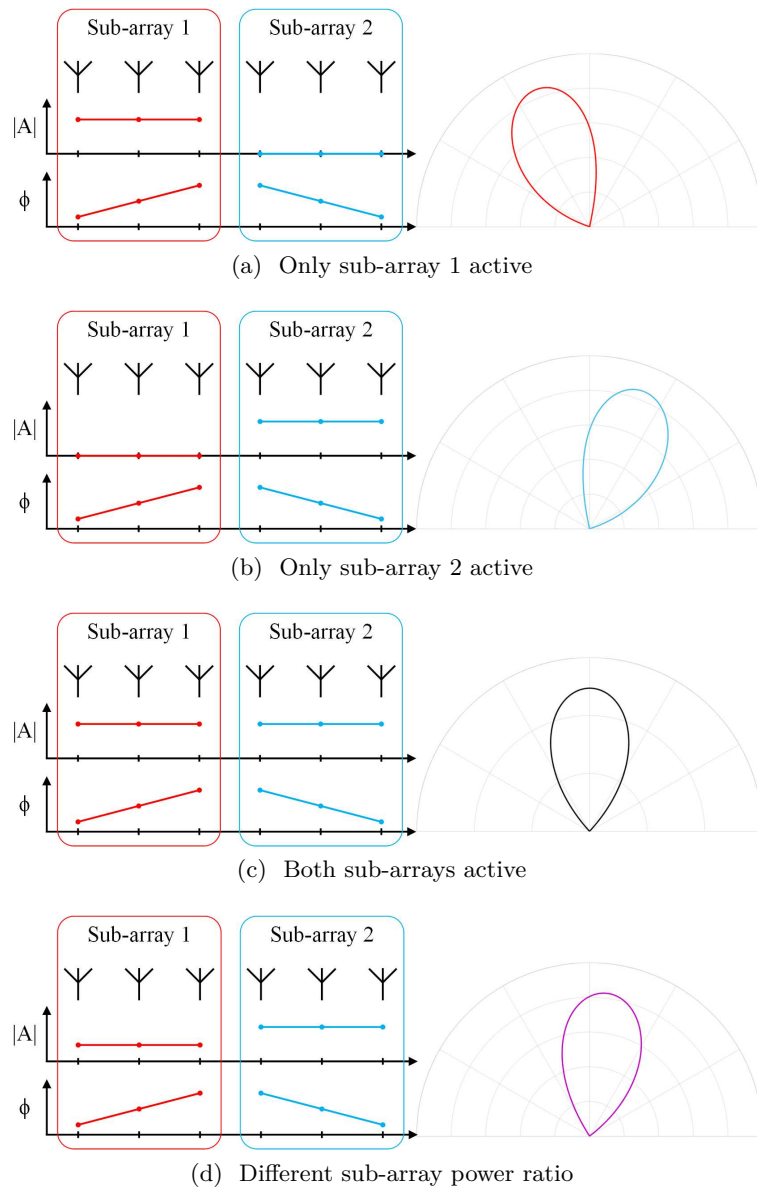 Sub-array 1 Sub-array 2
|A|
ϕ
(a) Only sub-array 1 active
Sub-array 1 Sub-array 2
|A|
ϕ
(b) Only sub-array 2 active
Sub-array 1 Sub-array 2
|A|
ϕ
(c) Both sub-arrays active
Sub-array 1 Sub-array 2
|A|
ϕ
(d) Different sub-array power ratio